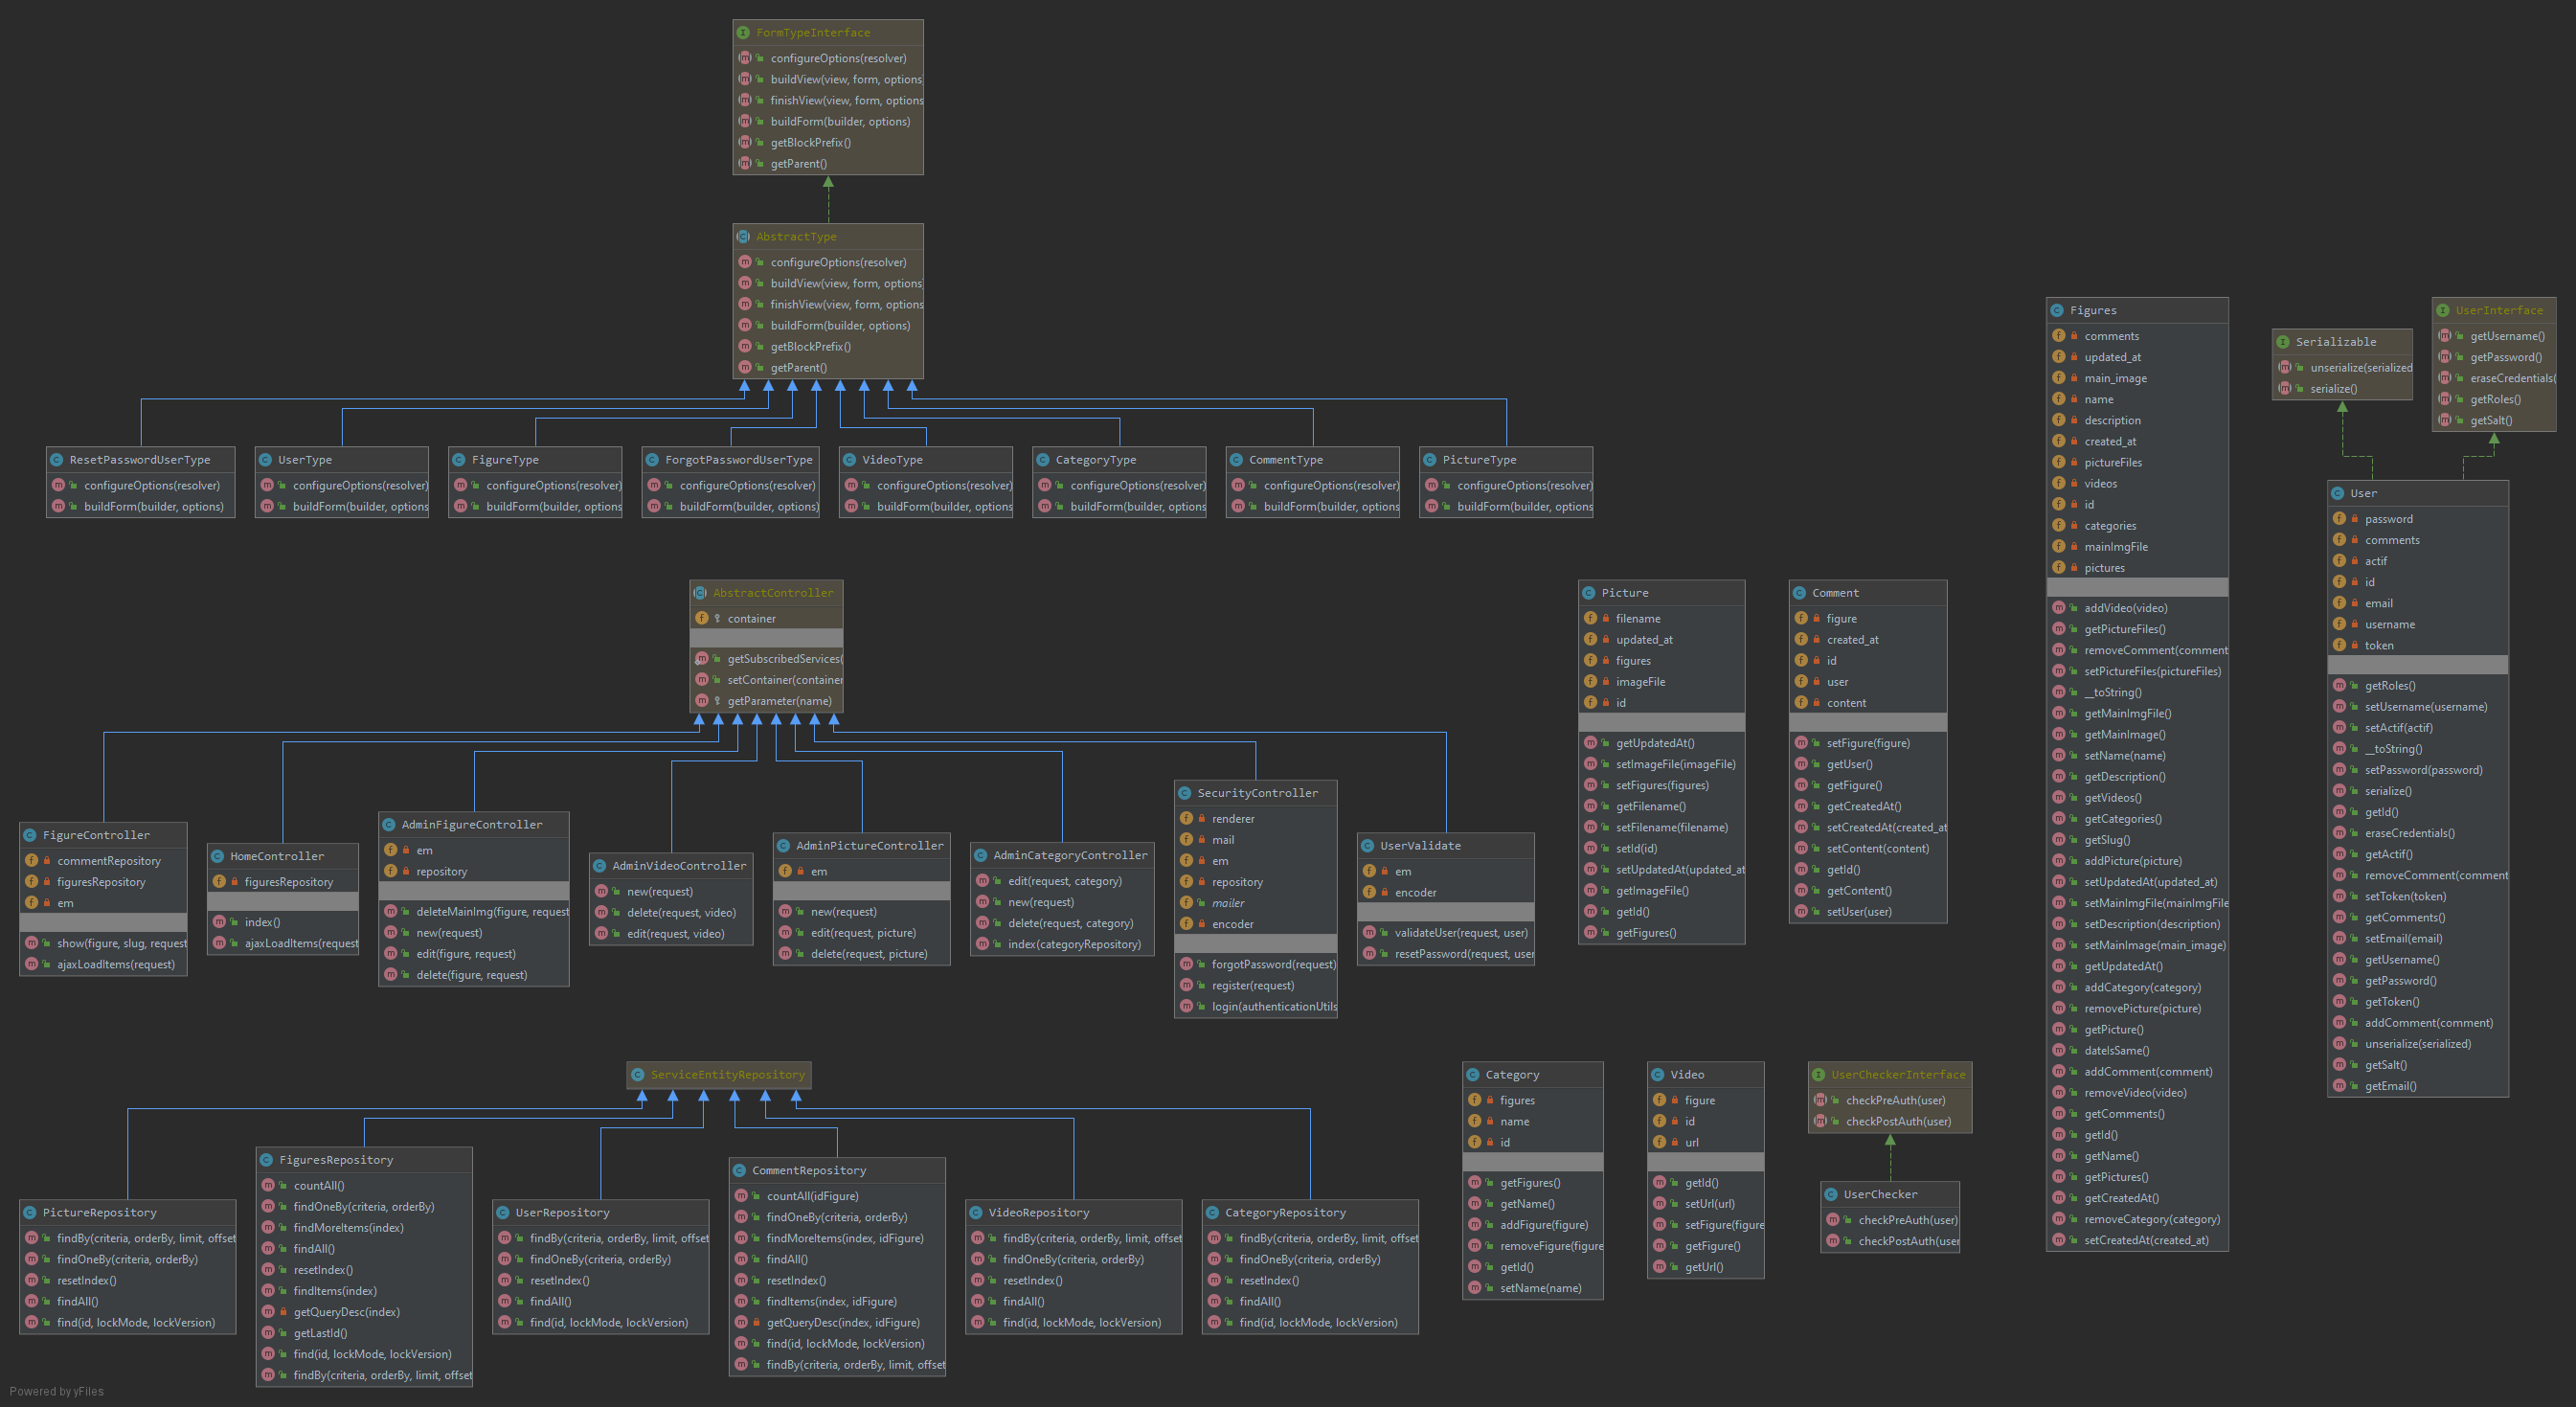 FormTypeInterface
configureOptions(resolver)
buildView(view, form, options
finishView(view, form, options
buildForm(builder, options)
getBlockPrefix()
getParent()
AbstractType
configureOptions(resolver)
buildView(view, form, options
finishView(view, form, options
buildForm(builder, options)
getBlockPrefix()
getParent()
ResetPasswordUserType
configureOptions(resolver)
buildForm(builder, options)
UserType
configureOptions(resolver)
buildForm(builder, options
FigureType
configureOptions(resolver)
buildForm(builder, options
ForgotPasswordUserType
configureOptions(resolver)
buildForm(builder, options)
VideoType
configureOptions(resolver)
buildForm(builder, options
CategoryType
configureOptions(resolver)
buildForm(builder, options
CommentType
configureOptions(resolver)
buildForm(builder, options
PictureType
configureOptions(resolver)
buildForm(builder, options
AbstractController
container
getSubscribedServices(
setContainer(container
getParameter(name)
FigureController
commentRepository
figuresRepository
em
show(figure, slug, request
ajaxLoadItems(request)
HomeController
figuresRepository
index()
ajaxLoadItems(request
AdminFigureController
em
repository
deleteMainImg(figure, request
new(request)
edit(figure, request)
delete(figure, request)
AdminVideoController
new(request)
delete(request, video)
edit(request, video)
AdminPictureController
em
new(request)
edit(request, picture)
delete(request, picture)
AdminCategoryController
edit(request, category)
new(request)
delete(request, category)
index(categoryRepository)
SecurityController
renderer
mail
em
repository
mailer
encoder
forgotPassword(request)
register(request)
login(authenticationUtils
UserValidate
em
encoder
validateUser(request, user)
resetPassword(request, user
Picture
filename
updated_at
figures
imageFile
id
getUpdatedAt()
setImageFile(imageFile)
setFigures(figures)
getFilename()
setFilename(filename)
setId(id)
setUpdatedAt(updated_at
getImageFile()
getId()
getFigures()
Comment
figure
created_at
id
user
content
setFigure(figure)
getUser()
getFigure()
getCreatedAt()
setCreatedAt(created_at
setContent(content)
getId()
getContent()
setUser(user)
Figures
comments
updated_at
main_image
name
description
created_at
pictureFiles
videos
id
categories
mainImgFile
pictures
addVideo(video)
getPictureFiles()
removeComment(comment
setPictureFiles(pictureFiles)
__toString()
getMainImgFile()
getMainImage()
setName(name)
getDescription()
getVideos()
getCategories()
getSlug()
addPicture(picture)
setUpdatedAt(updated_at)
setMainImgFile(mainImgFile
setDescription(description)
setMainImage(main_image)
getUpdatedAt()
addCategory(category)
removePicture(picture)
getPicture()
dateIsSame()
addComment(comment)
removeVideo(video)
getComments()
getId()
getName()
getPictures()
getCreatedAt()
removeCategory(category)
setCreatedAt(created_at)
Serializable
unserialize(serialized
serialize()
UserInterface
getUsername()
getPassword()
eraseCredentials(
getRoles()
getSalt()
User
password
comments
actif
id
email
username
token
getRoles()
setUsername(username)
setActif(actif)
__toString()
setPassword(password)
serialize()
getId()
eraseCredentials()
getActif()
removeComment(comment
setToken(token)
getComments()
setEmail(email)
getUsername()
getPassword()
getToken()
addComment(comment)
unserialize(serialized)
getSalt()
getEmail()
ServiceEntityRepository
PictureRepository
findBy(criteria, orderBy, limit, offset
findOneBy(criteria, orderBy)
resetIndex()
findAll()
find(id, lockMode, lockVersion)
FiguresRepository
countAll()
findOneBy(criteria, orderBy)
findMoreItems(index)
findAll()
resetIndex()
findItems(index)
getQueryDesc(index)
getLastId()
find(id, lockMode, lockVersion)
findBy(criteria, orderBy, limit, offset
UserRepository
findBy(criteria, orderBy, limit, offset
findOneBy(criteria, orderBy)
resetIndex()
findAll()
find(id, lockMode, lockVersion)
CommentRepository
countAll(idFigure)
findOneBy(criteria, orderBy)
findMoreItems(index, idFigure)
findAll()
resetIndex()
findItems(index, idFigure)
getQueryDesc(index, idFigure)
find(id, lockMode, lockVersion)
findBy(criteria, orderBy, limit, offset
VideoRepository
findBy(criteria, orderBy, limit, offset
findOneBy(criteria, orderBy)
resetIndex()
findAll()
find(id, lockMode, lockVersion)
CategoryRepository
findBy(criteria, orderBy, limit, offset
findOneBy(criteria, orderBy)
resetIndex()
findAll()
find(id, lockMode, lockVersion)
Category
figures
name
id
getFigures()
getName()
addFigure(figure)
removeFigure(figure
getId()
setName(name)
Video
figure
id
url
getId()
setUrl(url)
setFigure(figure
getFigure()
getUrl()
UserCheckerInterface
checkPreAuth(user)
checkPostAuth(user)
UserChecker
checkPreAuth(user)
checkPostAuth(user
Powered by yFiles